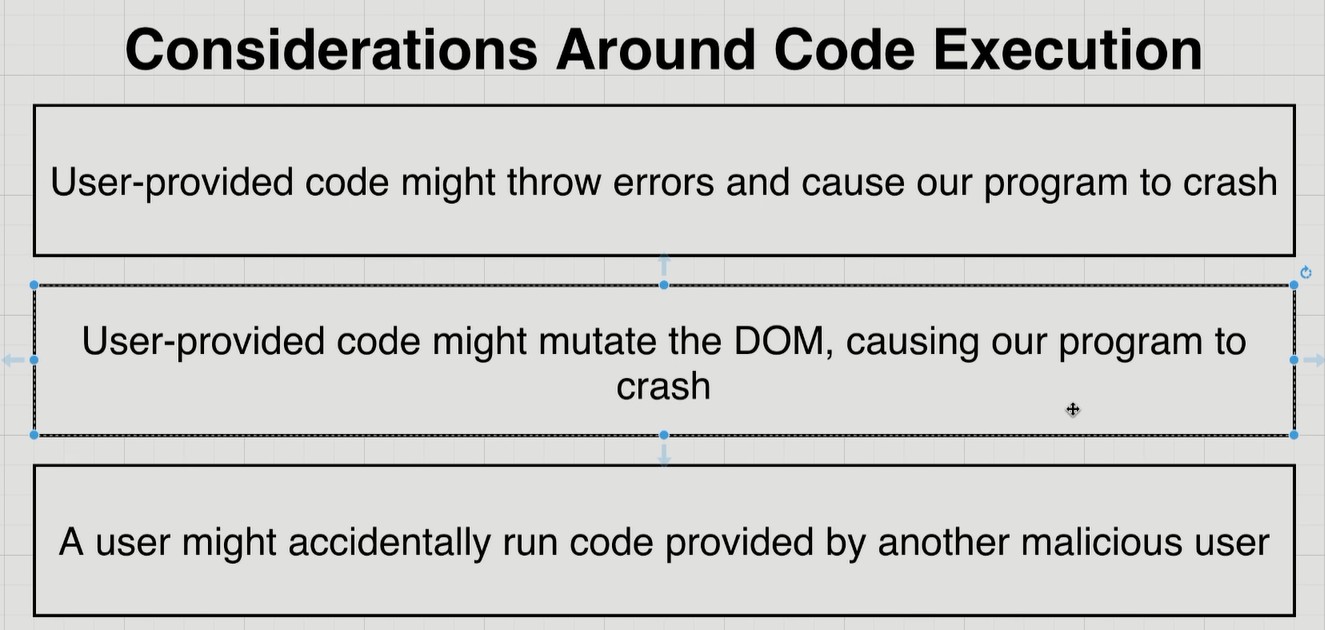 Considerations Around Code Execution
User-provided code might throw errors and cause our program to crash
User-provided code might mutate the DOM, causing our program to
crash
A user might accidentally run code provided by another malicious user